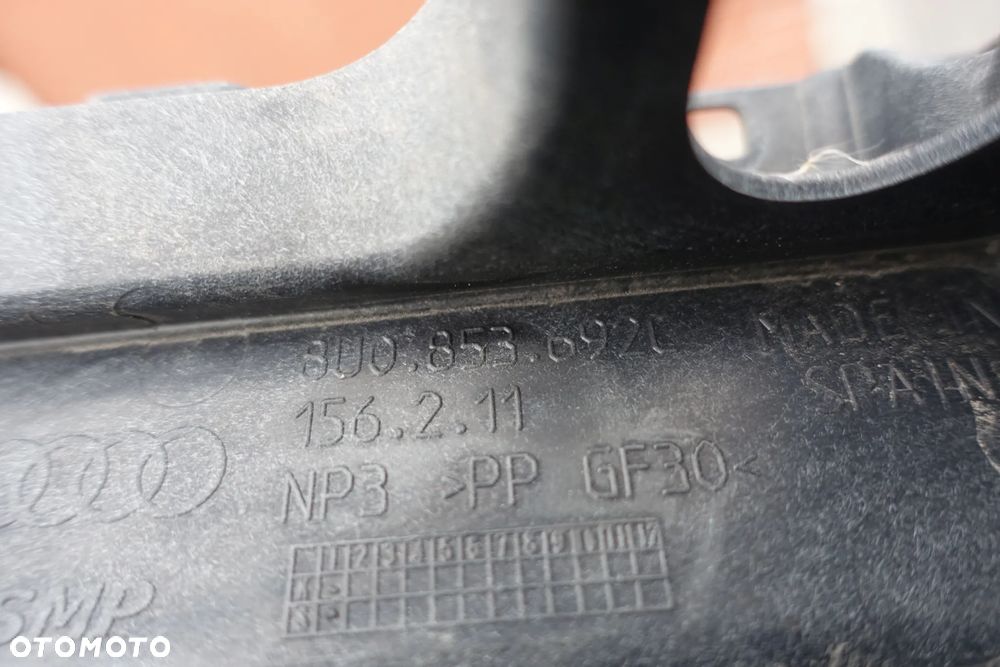 8U0.853.692C MADE IN
SPAIN
156.2.11
NP3 >PP GF30<
SMP
OTOMOTO